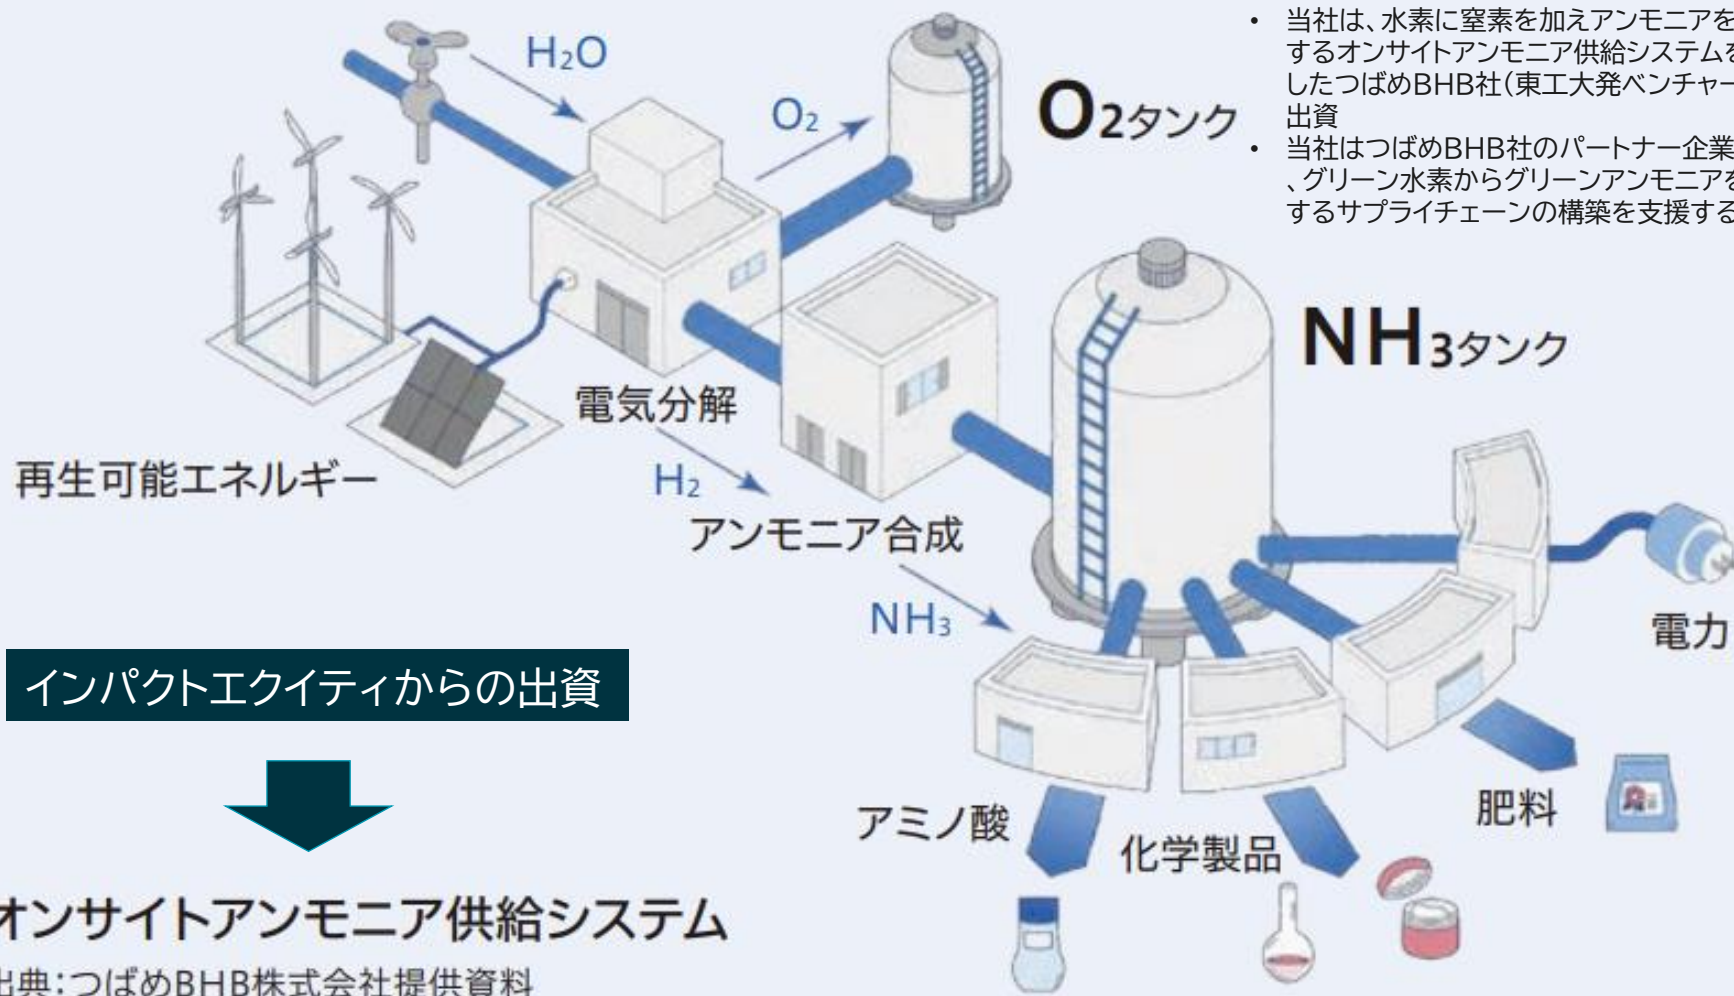 • 当社は、水素に窒素を加えアンモニアを
するオンサイトアンモニア供給システムを
したつばめBHB社(東工大発ベンチャー
出資
• 当社はつばめBHB社のパートナー企業
、グリーン水素からグリーンアンモニアを
するサプライチェーンの構築を支援する
H2O
O2
O2タンク
NH3タンク
電気分解
再生可能エネルギー
H2
アンモニア合成
NH3
電力
インパクトエクイティからの出資
肥料
アミノ酸
化学製品
オンサイトアンモニア供給システム
出典:つばめBHB株式会社提供資料